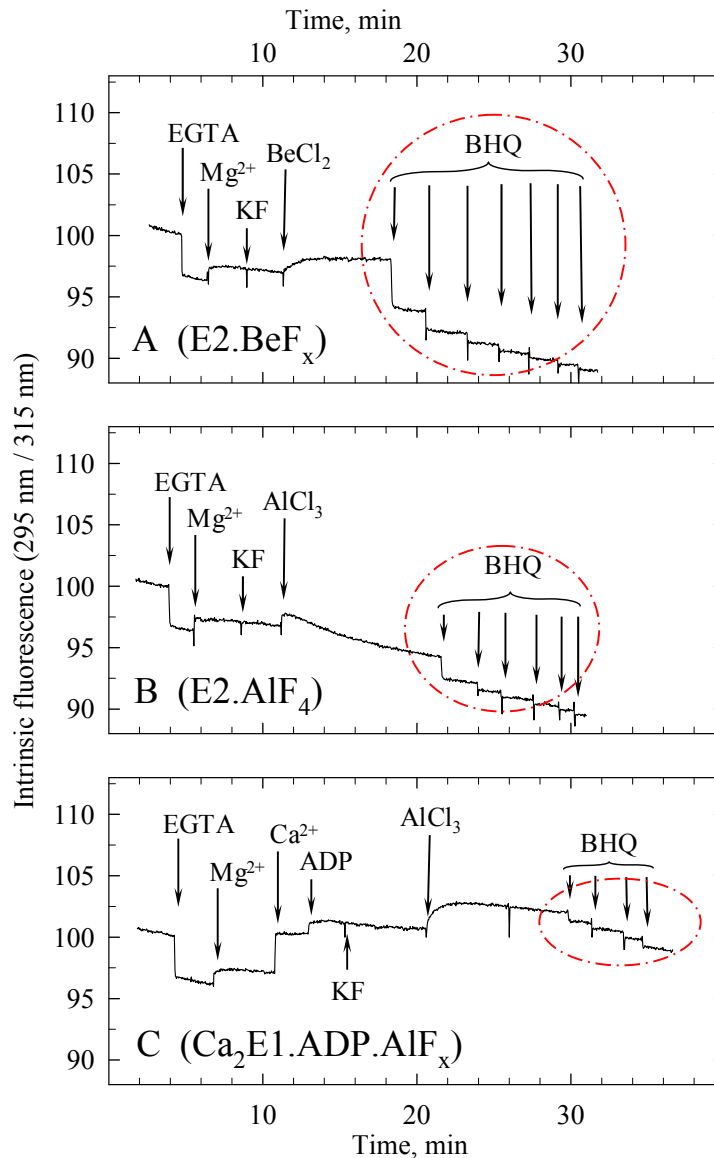 Time, min
10 20 30
110
105
100
95
90
EGTA
Mg²⁺
KF
BeCl₂
BHQ
A (E2.BeFₓ)
Intrinsic fluorescence (295 nm / 315 nm)
110
105
100
95
90
EGTA
Mg²⁺
KF
AlCl₃
BHQ
B (E2.AlF₄)
110
105
100
95
90
EGTA
Mg²⁺
Ca²⁺
ADP
KF
AlCl₃
BHQ
C (Ca₂E1.ADP.AlFₓ)
10 20 30
Time, min